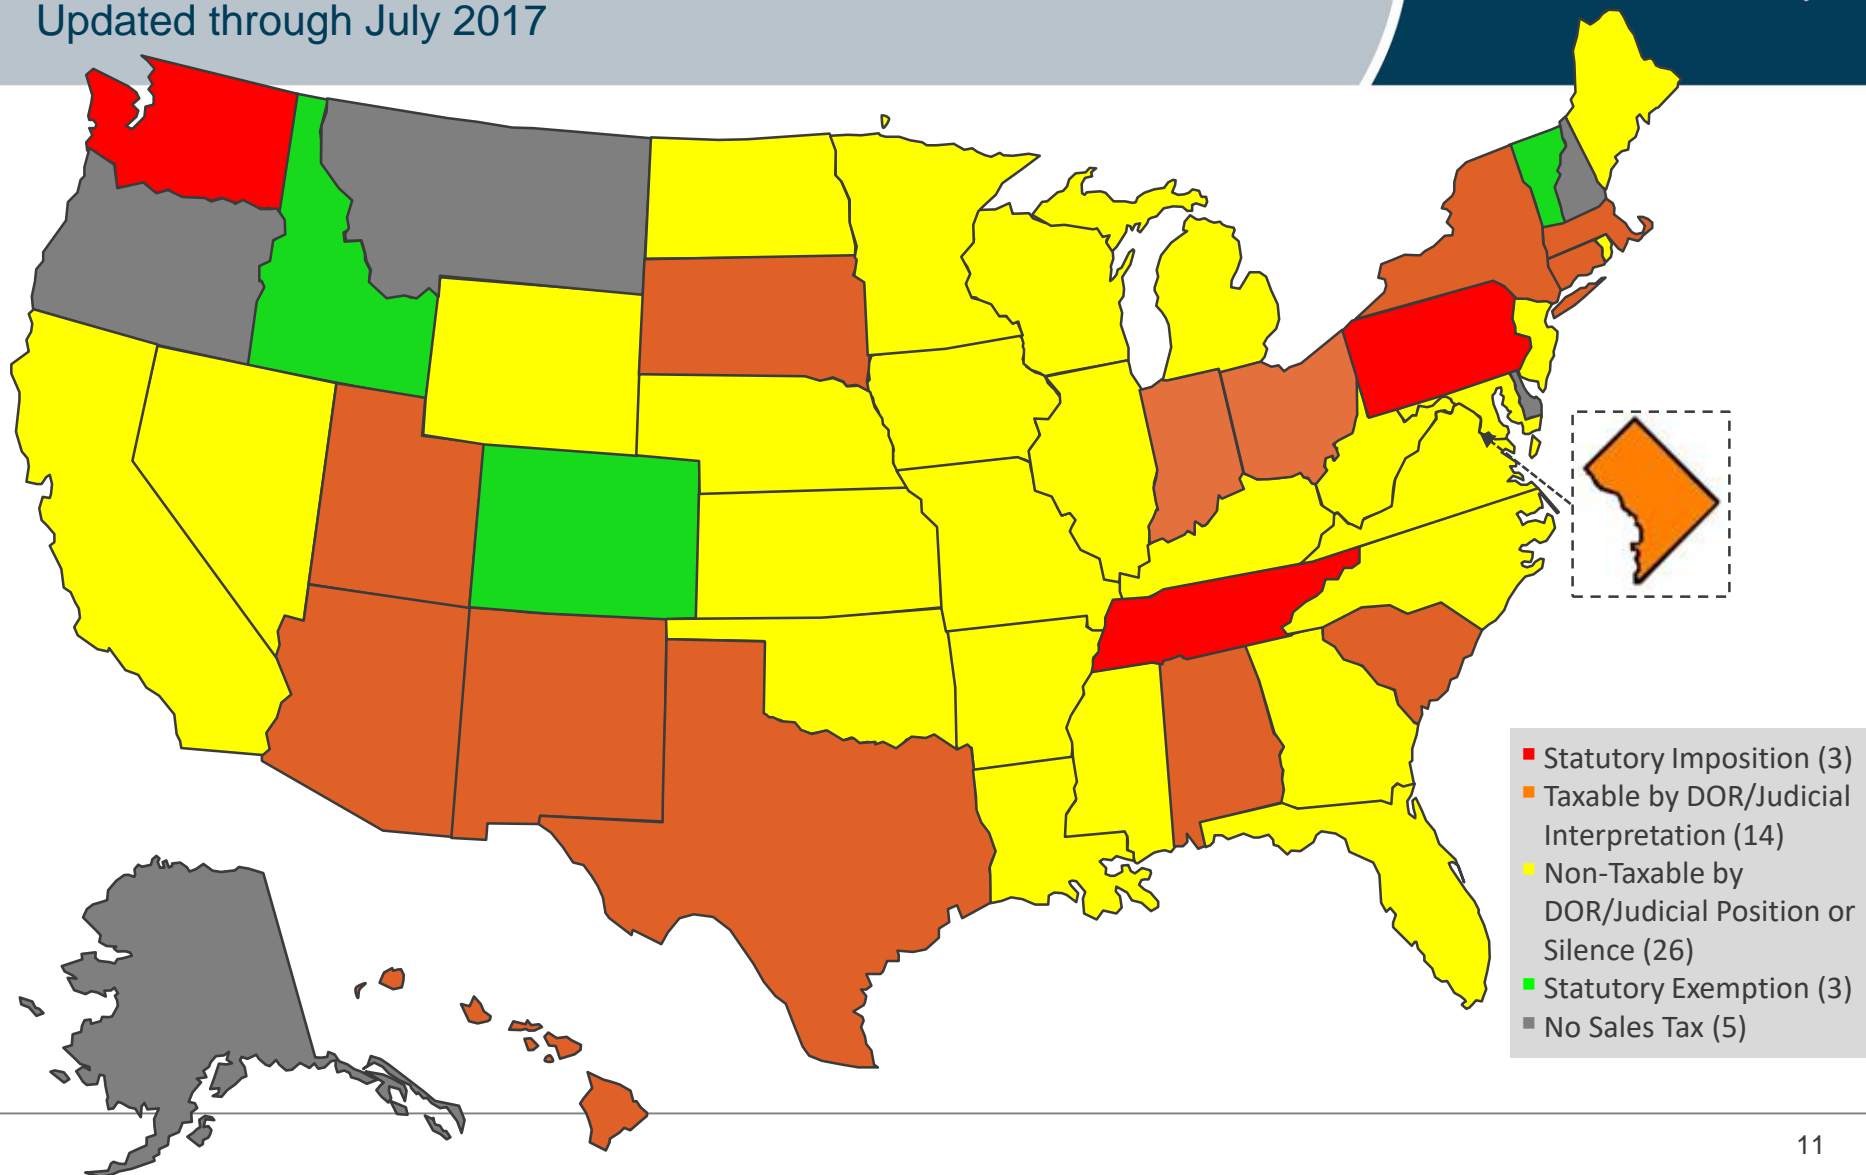 Updated through July 2017
Statutory Imposition (3)
Taxable by DOR/Judicial
Interpretation (14)
Non-Taxable by
DOR/Judicial Position or
Silence (26)
Statutory Exemption (3)
No Sales Tax (5)
11